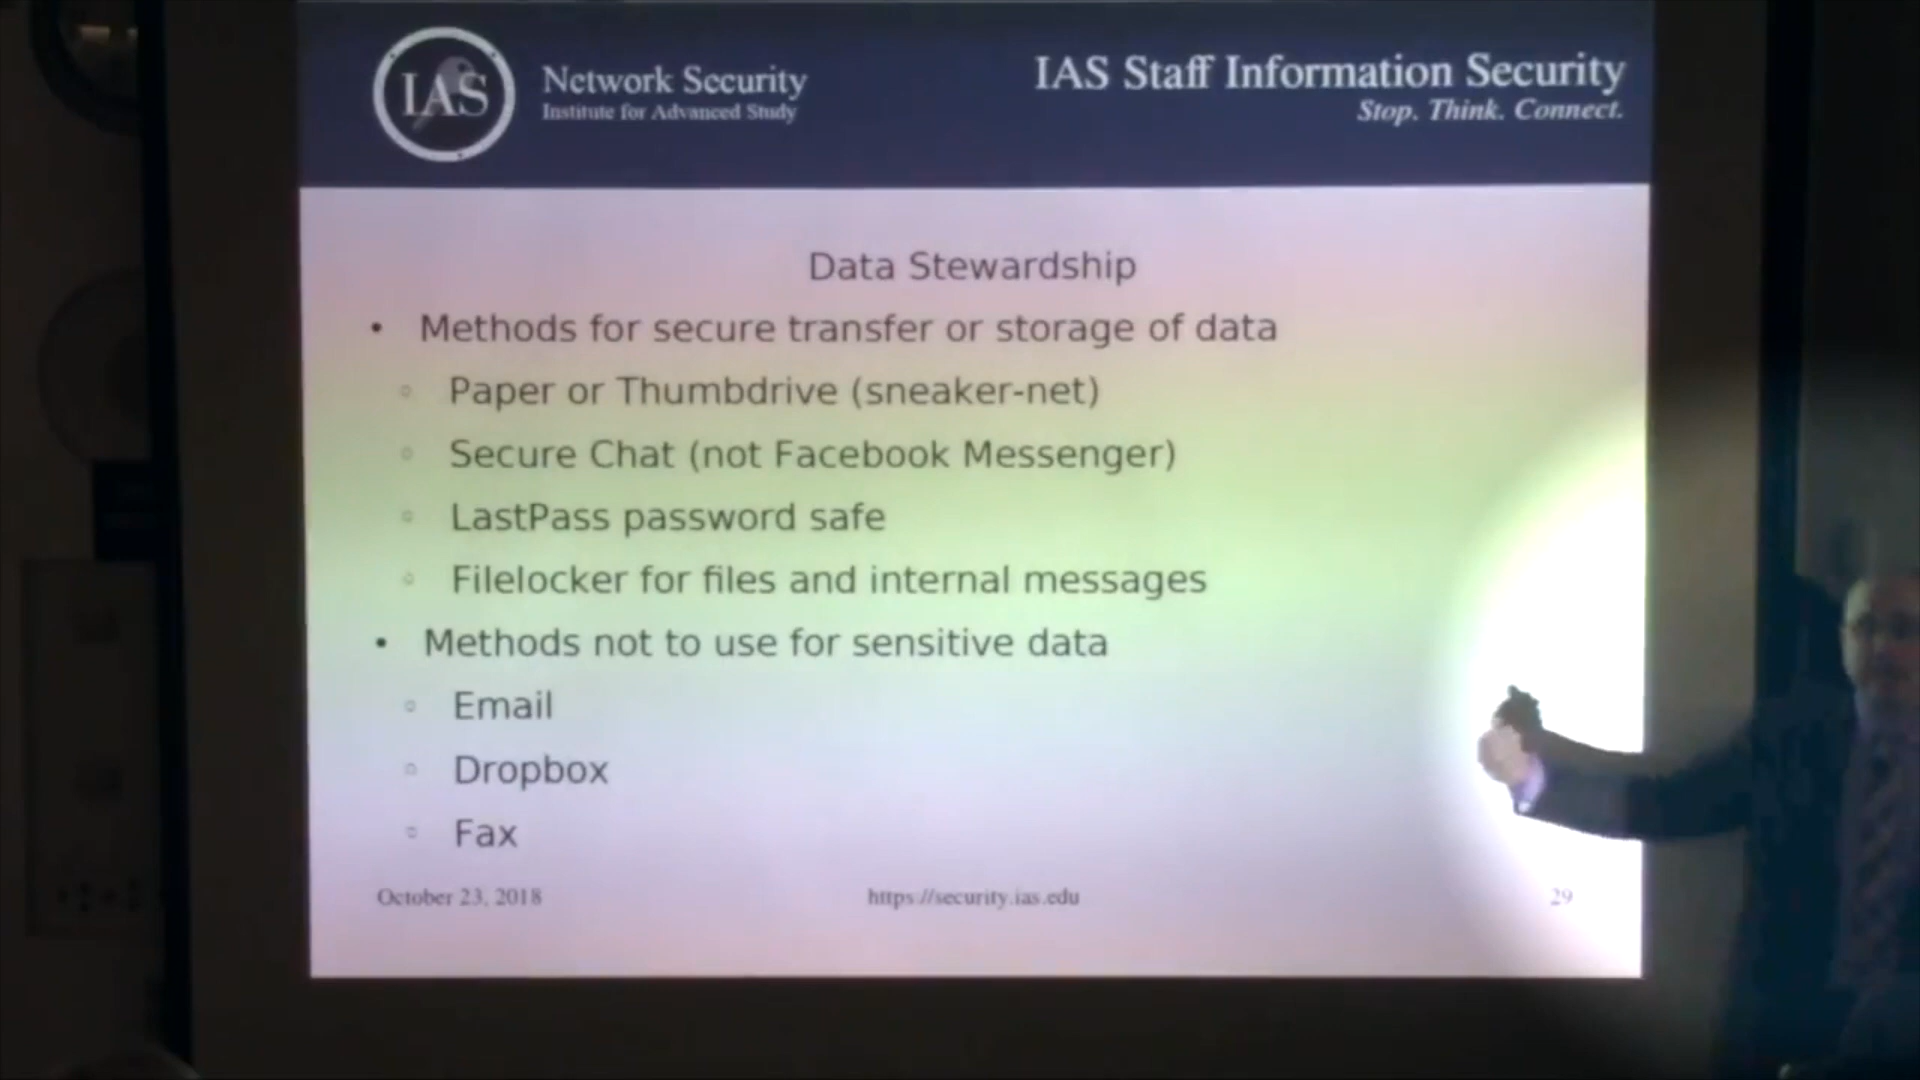 IAS
Network Security
Institute for Advanced Study
IAS Staff Information Security
Stop. Think. Connect.
Data Stewardship
• Methods for secure transfer or storage of data
◦ Paper or Thumbdrive (sneaker-net)
◦ Secure Chat (not Facebook Messenger)
◦ LastPass password safe
◦ Filelocker for files and internal messages
• Methods not to use for sensitive data
◦ Email
◦ Dropbox
◦ Fax
October 23, 2018
https://security.ias.edu
29